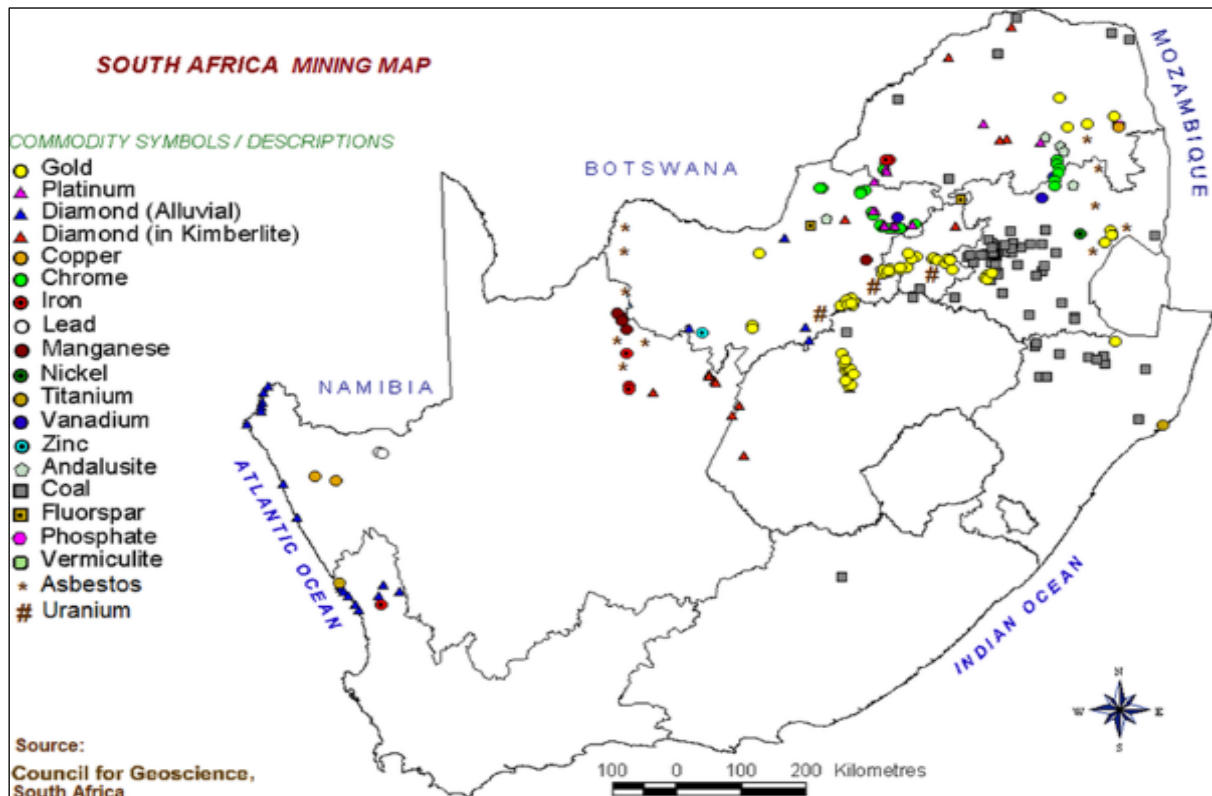 SOUTH AFRICA MINING MAP
COMMODITY SYMBOLS / DESCRIPTIONS
Gold
Platinum
Diamond (Alluvial)
Diamond (in Kimberlite)
Copper
Chrome
Iron
Lead
Manganese
Nickel
Titanium
Vanadium
Zinc
Andalusite
Coal
Fluorspar
Phosphate
Vermiculite
Asbestos
# Uranium
BOTSWANA
MOZAMBIQUE
NAMIBIA
ATLANTIC OCEAN
INDIAN OCEAN
N
W E
S
Source:
Council for Geoscience,
South Africa
100 0 100 200 Kilometres